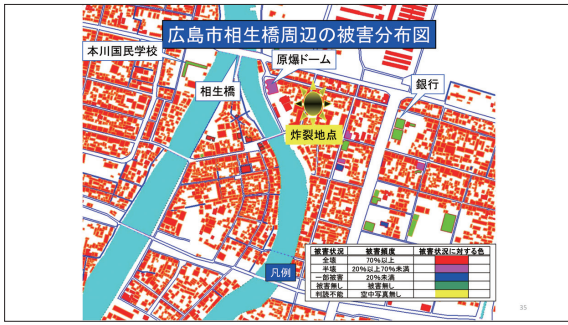 広島市相生橋周辺の被害分布図
本川国民学校
原爆ドーム
相生橋
銀行
炸裂地点
凡例
被害状況 被害頻度 被害状況に対する色
全壊 70%以上
半壊 20%以上70%未満
一部被害 20%未満
被害無し 被害無し
判読不能 空中写真無し
35